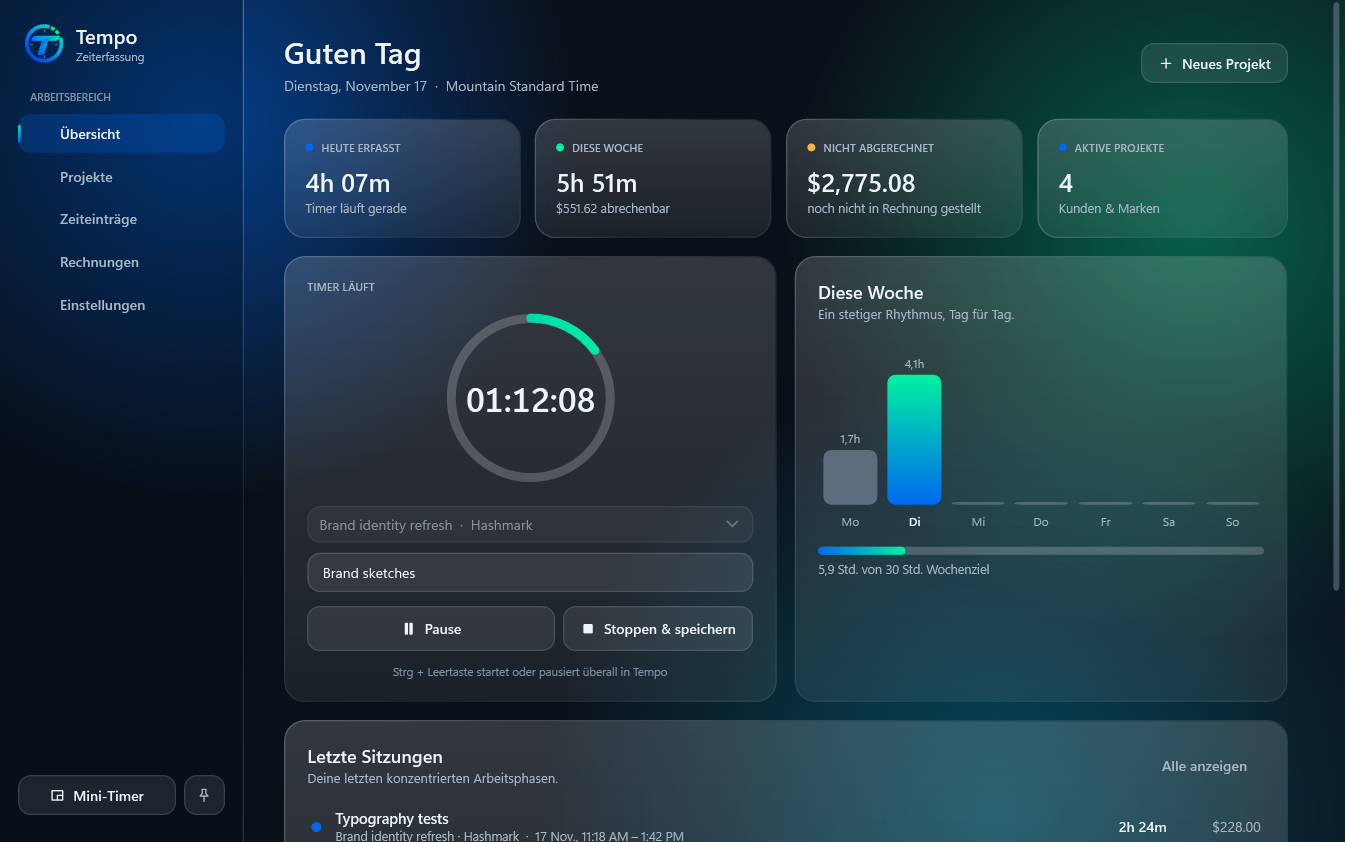 Tempo
Zeiterfassung
ARBEITSBEREICH
Übersicht
Projekte
Zeiteinträge
Rechnungen
Einstellungen
Mini-Timer
Guten Tag
Dienstag, November 17 · Mountain Standard Time
Neues Projekt
HEUTE ERFASST
4h 07m
Timer läuft gerade
DIESE WOCHE
5h 51m
$551.62 abrechenbar
NICHT ABGERECHNET
$2,775.08
noch nicht in Rechnung gestellt
AKTIVE PROJEKTE
4
Kunden & Marken
TIMER LÄUFT
01:12:08
Brand identity refresh · Hashmark
Brand sketches
Pause
Stoppen & speichern
Strg + Leertaste startet oder pausiert überall in Tempo
Diese Woche
Ein stetiger Rhythmus, Tag für Tag.
4,1h
1,7h
Mo Di Mi Do Fr Sa So
5,9 Std. von 30 Std. Wochenziel
Letzte Sitzungen
Deine letzten konzentrierten Arbeitsphasen.
Alle anzeigen
Typography tests
Brand identity refresh · Hashmark · 17 Nov., 11:18 AM – 1:42 PM
2h 24m
$228.00